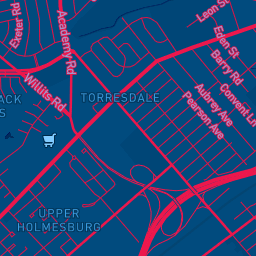 Exeter Rd
Academy Rd
Leon St
Eden St
Barry Rd
Convent Ln
Aubrey Ave
Pearson Ave
Willits Rd
TORRESDALE
ACK
S
UPPER
HOLMESBURG